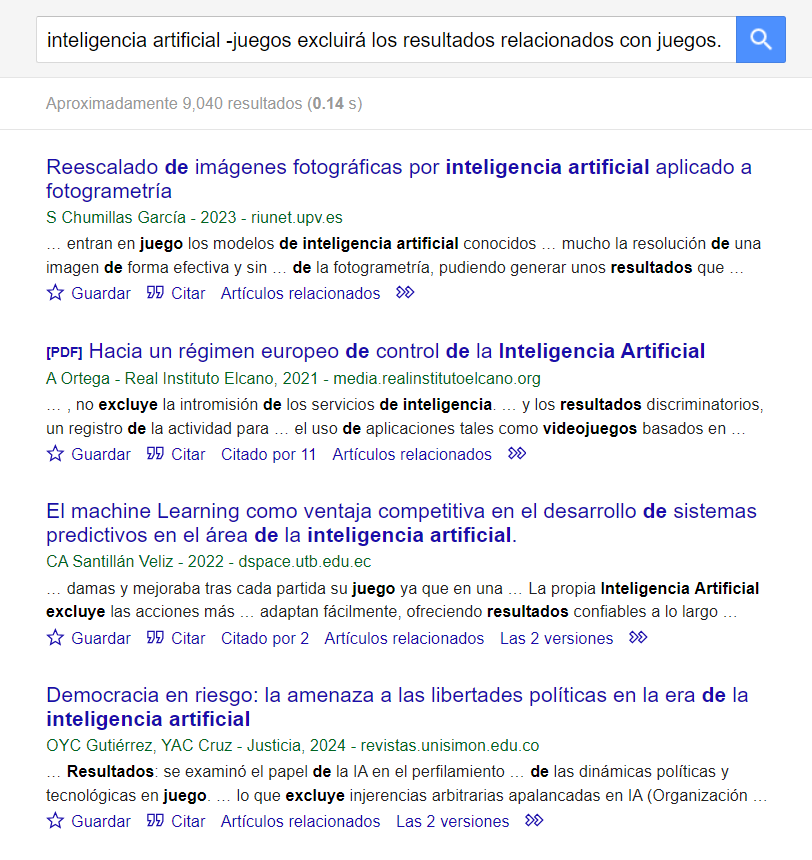 inteligencia artificial -juegos excluirá los resultados relacionados con juegos.
Aproximadamente 9,040 resultados (0.14 s)
Reescalado de imágenes fotográficas por inteligencia artificial aplicado a
fotogrametría
S Chumillas García - 2023 - riunet.upv.es
… entran en juego los modelos de inteligencia artificial conocidos … mucho la resolución de una
imagen de forma efectiva y sin … de la fotogrametría, pudiendo generar unos resultados que …
Guardar Citar Artículos relacionados
[PDF] Hacia un régimen europeo de control de la Inteligencia Artificial
A Ortega - Real Instituto Elcano, 2021 - media.realinstitutoelcano.org
… , no excluye la intromisión de los servicios de inteligencia. … y los resultados discriminatorios,
un registro de la actividad para … el uso de aplicaciones tales como videojuegos basados en …
Guardar Citar Citado por 11 Artículos relacionados
El machine Learning como ventaja competitiva en el desarrollo de sistemas
predictivos en el área de la inteligencia artificial.
CA Santillán Veliz - 2022 - dspace.utb.edu.ec
… damas y mejoraba tras cada partida su juego ya que en una … La propia Inteligencia Artificial
excluye las acciones más … adaptan fácilmente, ofreciendo resultados confiables a lo largo …
Guardar Citar Citado por 2 Artículos relacionados Las 2 versiones
Democracia en riesgo: la amenaza a las libertades políticas en la era de la
inteligencia artificial
OYC Gutiérrez, YAC Cruz - Justicia, 2024 - revistas.unisimon.edu.co
… Resultados: se examinó el papel de la IA en el perfilamiento … de las dinámicas políticas y
tecnológicas en juego. … lo que excluye injerencias arbitrarias apalancadas en IA (Organización …
Guardar Citar Artículos relacionados Las 2 versiones